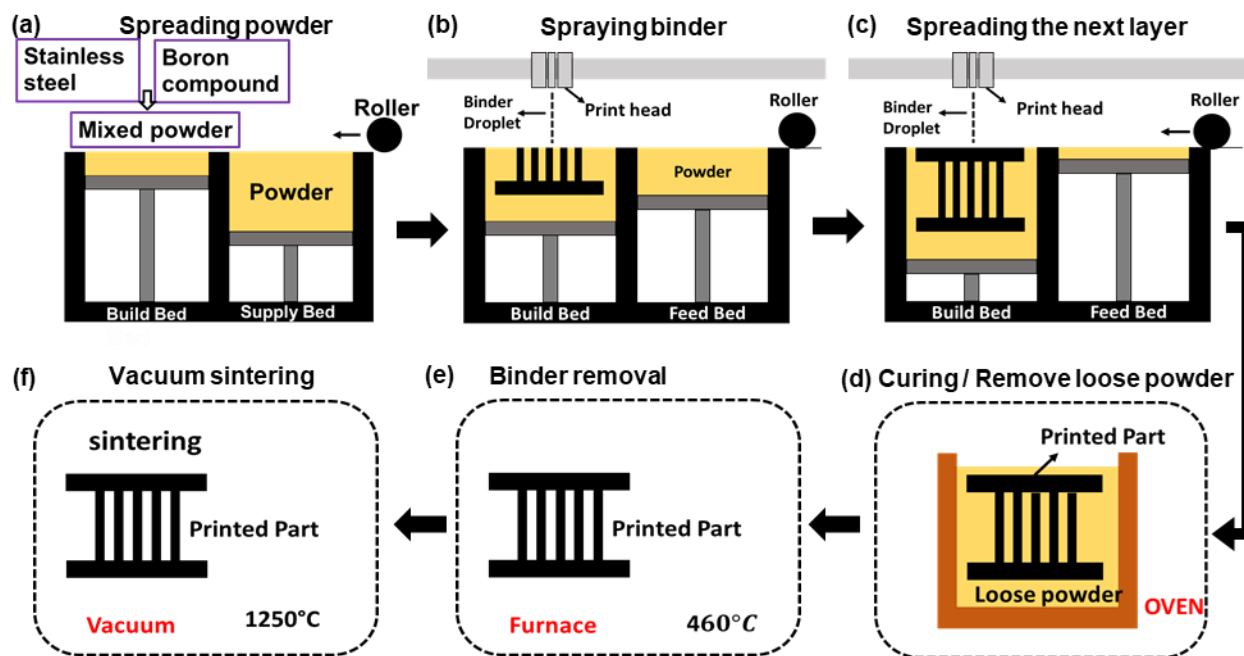 (a) Spreading powder
Stainless
steel
Boron
compound
Mixed powder
Roller
Powder
Build Bed
Supply Bed
(b) Spraying binder
Binder
Droplet
Print head
Roller
Powder
Build Bed
Feed Bed
(c) Spreading the next layer
Binder
Droplet
Print head
Roller
Build Bed
Feed Bed
(d) Curing / Remove loose powder
Printed Part
Loose powder
OVEN
(e) Binder removal
Printed Part
Furnace
460°C
(f) Vacuum sintering
sintering
Printed Part
Vacuum
1250°C